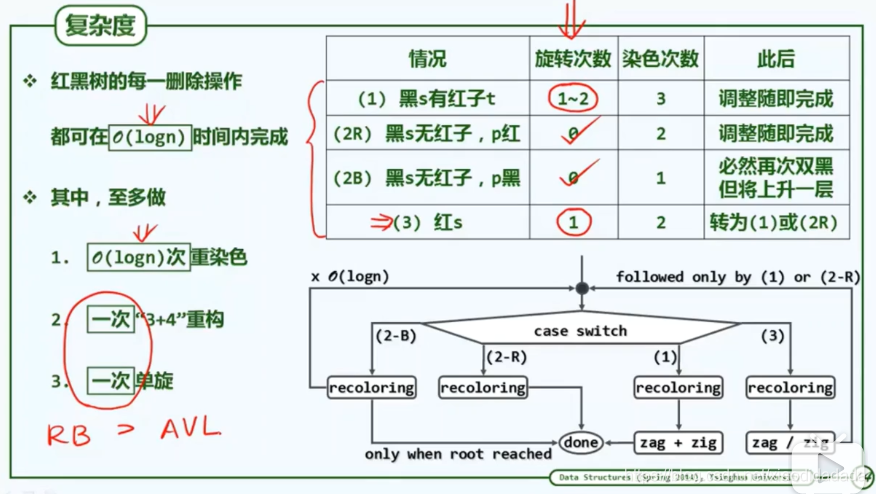 复杂度
❖ 红黑树的每一删除操作
都可在O(logn)时间内完成
❖ 其中，至多做
1. O(logn)次重染色
2. 一次“3+4”重构
3. 一次单旋
RB > AVL
情况 旋转次数 染色次数 此后
(1) 黑s有红子t 1~2 3 调整随即完成
(2R) 黑s无红子，p红 0 2 调整随即完成
(2B) 黑s无红子，p黑 0 1 必然再次双黑
但将上升一层
(3) 红s 1 2 转为(1)或(2R)
x O(logn)
followed only by (1) or (2-R)
case switch
(2-B) (2-R) (1) (3)
recoloring recoloring recoloring recoloring
done zag + zig zag / zig
only when root reached
Data Structures (Spring 2014), Tsinghua University